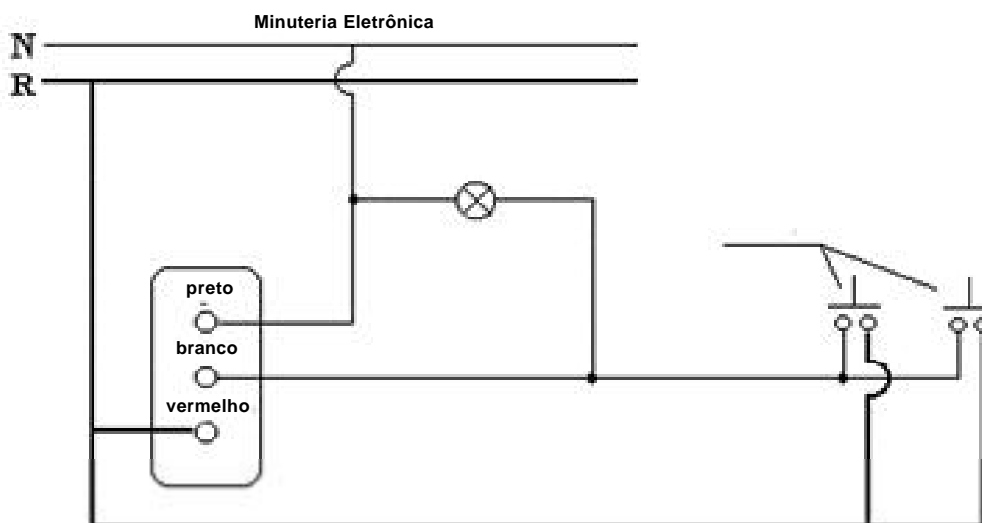 Minuteria Eletrônica
N
R
preto
branco
vermelho